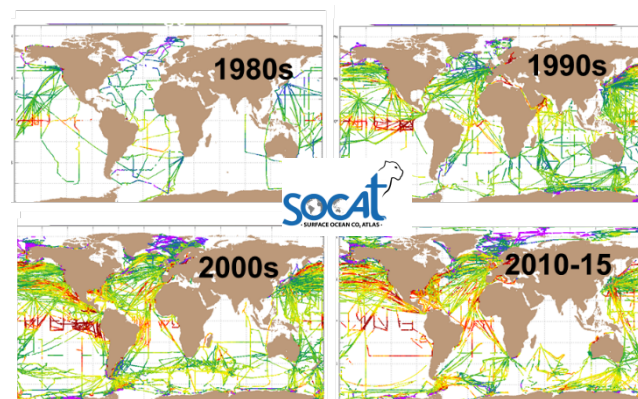 1980s
1990s
SOCAT
SURFACE OCEAN CO₂ ATLAS
2000s
2010-15